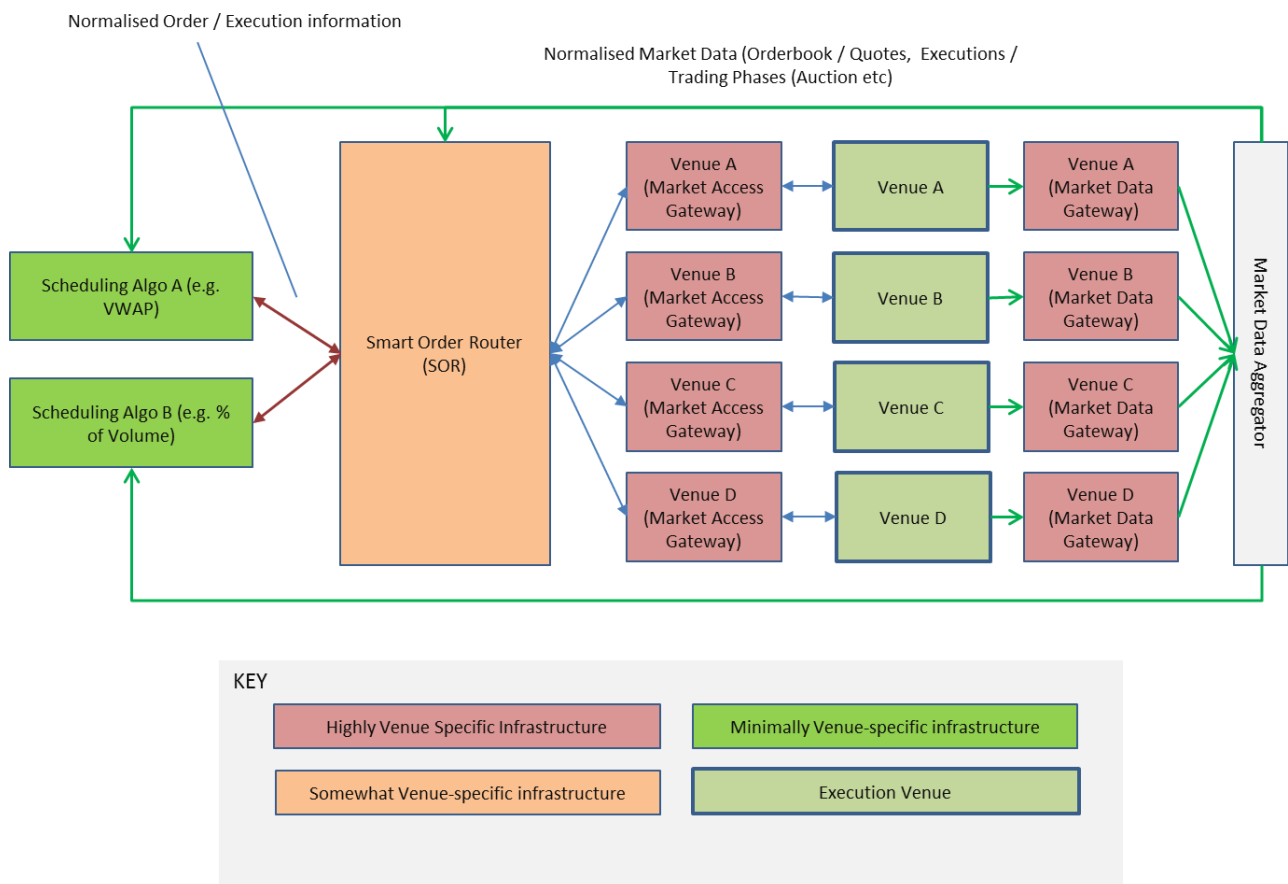 Normalised Order / Execution information
Normalised Market Data (Orderbook / Quotes, Executions /
Trading Phases (Auction etc)
Scheduling Algo A (e.g.
VWAP)
Scheduling Algo B (e.g. %
of Volume)
Smart Order Router
(SOR)
Venue A
(Market Access
Gateway)
Venue A
Venue A
(Market Data
Gateway)
Venue B
(Market Access
Gateway)
Venue B
Venue B
(Market Data
Gateway)
Venue C
(Market Access
Gateway)
Venue C
Venue C
(Market Data
Gateway)
Venue D
(Market Access
Gateway)
Venue D
Venue D
(Market Data
Gateway)
Market Data Aggregator
KEY
Highly Venue Specific Infrastructure
Minimally Venue-specific infrastructure
Somewhat Venue-specific infrastructure
Execution Venue